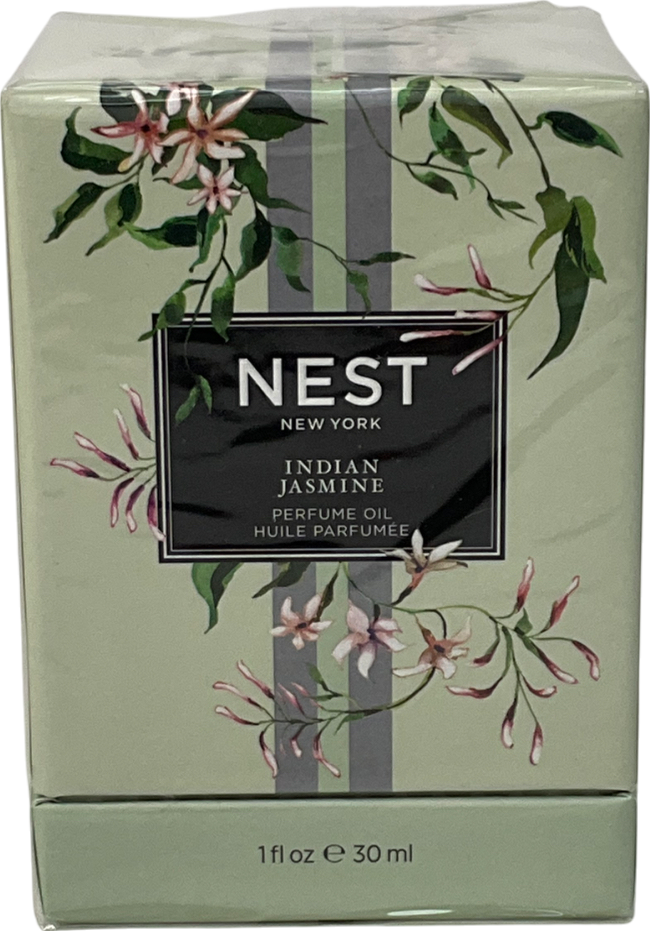 NEST
NEW YORK
INDIAN
JASMINE
PERFUME OIL
HUILE PARFUMÉE
1 fl oz ℮ 30 ml